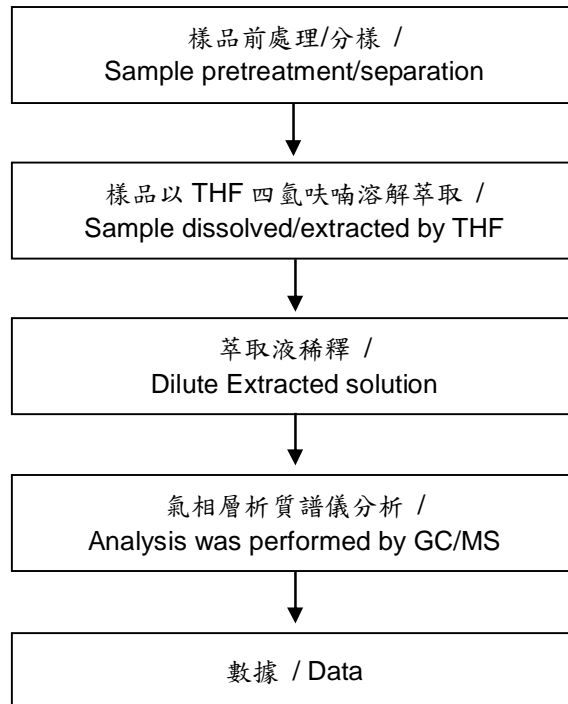 樣品前處理/分樣 /
Sample pretreatment/separation
樣品以 THF 四氫呋喃溶解萃取 /
Sample dissolved/extracted by THF
萃取液稀釋 /
Dilute Extracted solution
氣相層析質譜儀分析 /
Analysis was performed by GC/MS
數據 / Data